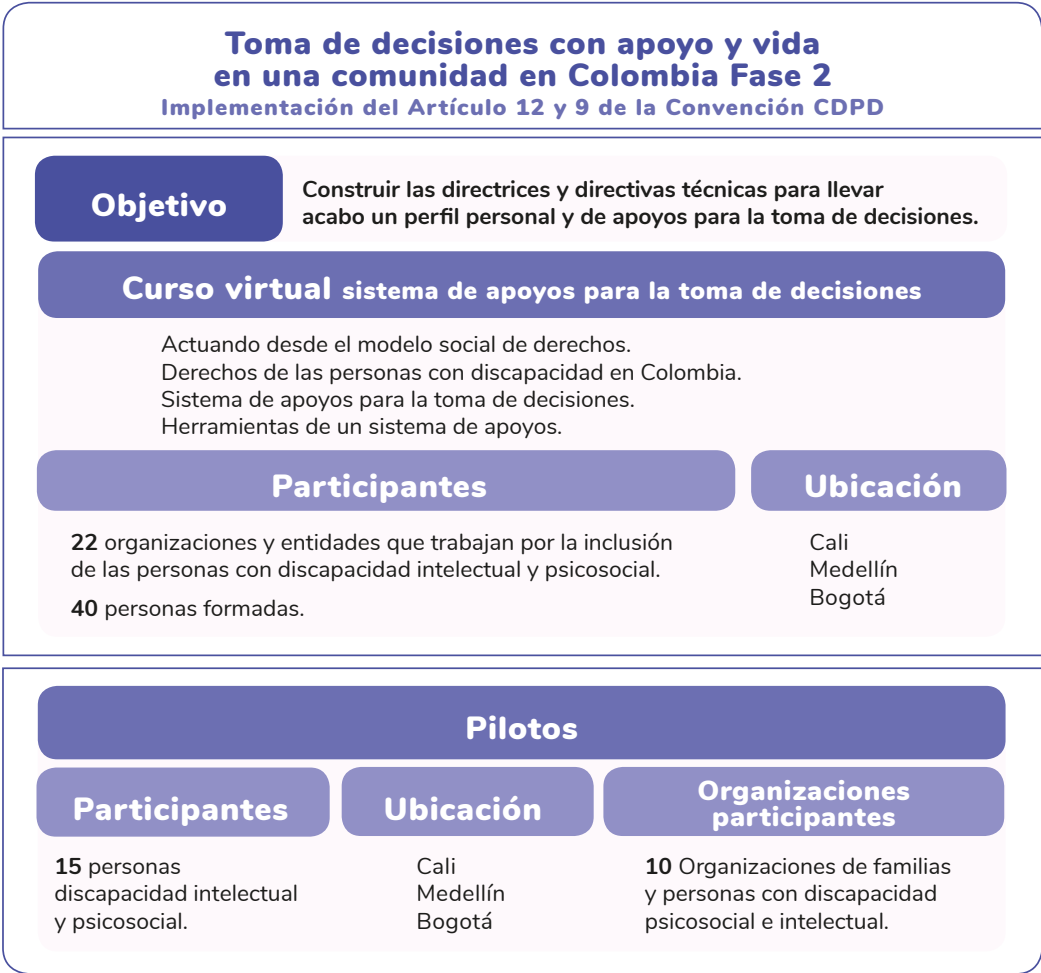 Toma de decisiones con apoyo y vida
en una comunidad en Colombia Fase 2
Implementación del Artículo 12 y 9 de la Convención CDPD
Objetivo
Construir las directrices y directivas técnicas para llevar
acabo un perfil personal y de apoyos para la toma de decisiones.
Curso virtual sistema de apoyos para la toma de decisiones
Actuando desde el modelo social de derechos.
Derechos de las personas con discapacidad en Colombia.
Sistema de apoyos para la toma de decisiones.
Herramientas de un sistema de apoyos.
Participantes
22 organizaciones y entidades que trabajan por la inclusión
de las personas con discapacidad intelectual y psicosocial.
40 personas formadas.
Ubicación
Cali
Medellín
Bogotá
Pilotos
Participantes
15 personas
discapacidad intelectual
y psicosocial.
Ubicación
Cali
Medellín
Bogotá
Organizaciones
participantes
10 Organizaciones de familias
y personas con discapacidad
psicosocial e intelectual.